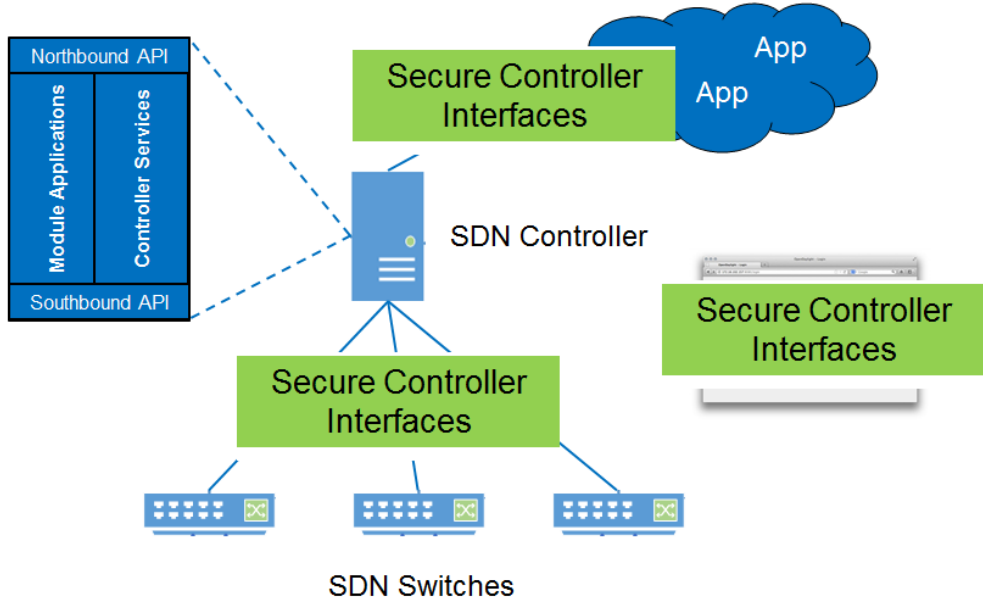 Northbound API
Module Applications
Controller Services
Southbound API
Secure Controller
Interfaces
App
App
SDN Controller
Secure Controller
Interfaces
Secure Controller
Interfaces
SDN Switches